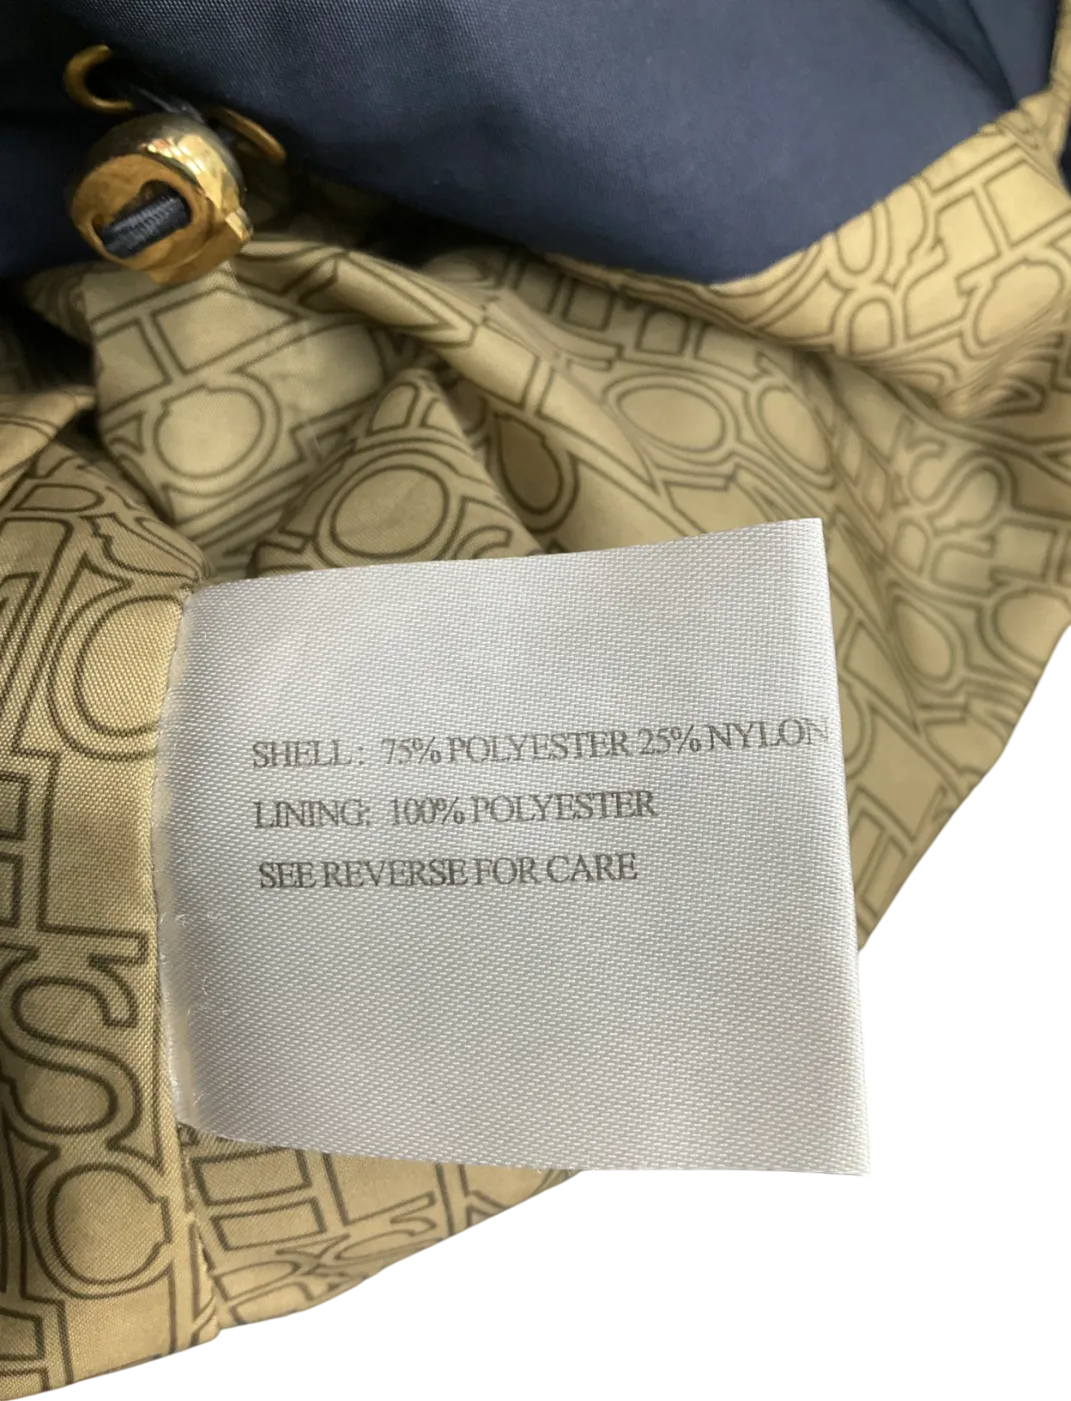 SHELL: 75% POLYESTER 25% NYLON
LINING: 100% POLYESTER
SEE REVERSE FOR CARE